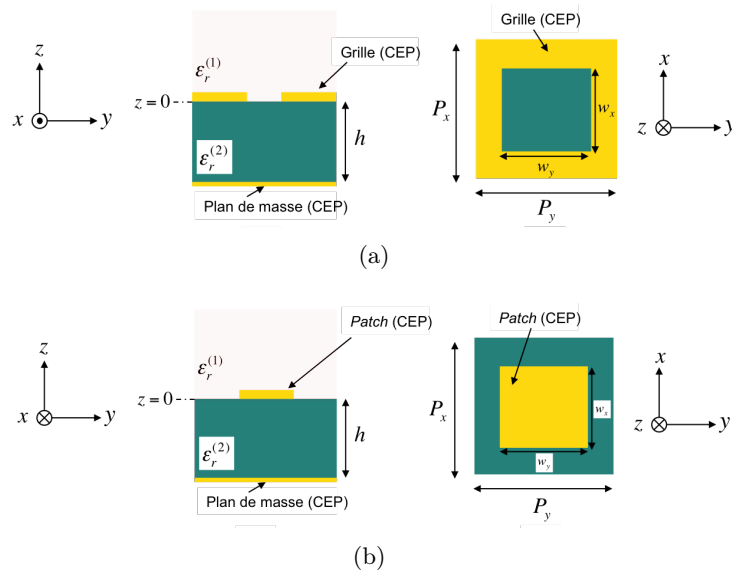 Grille (CEP)
z
ε_r^(1)
Grille (CEP)
x
z = 0
P_x
w_x
x
y
h
z
y
ε_r^(2)
w_y
Plan de masse (CEP)
P_y
(a)
Patch (CEP)
Patch (CEP)
z
ε_r^(1)
x
z = 0
P_x
w_x
x
y
h
z
y
ε_r^(2)
w_y
Plan de masse (CEP)
P_y
(b)